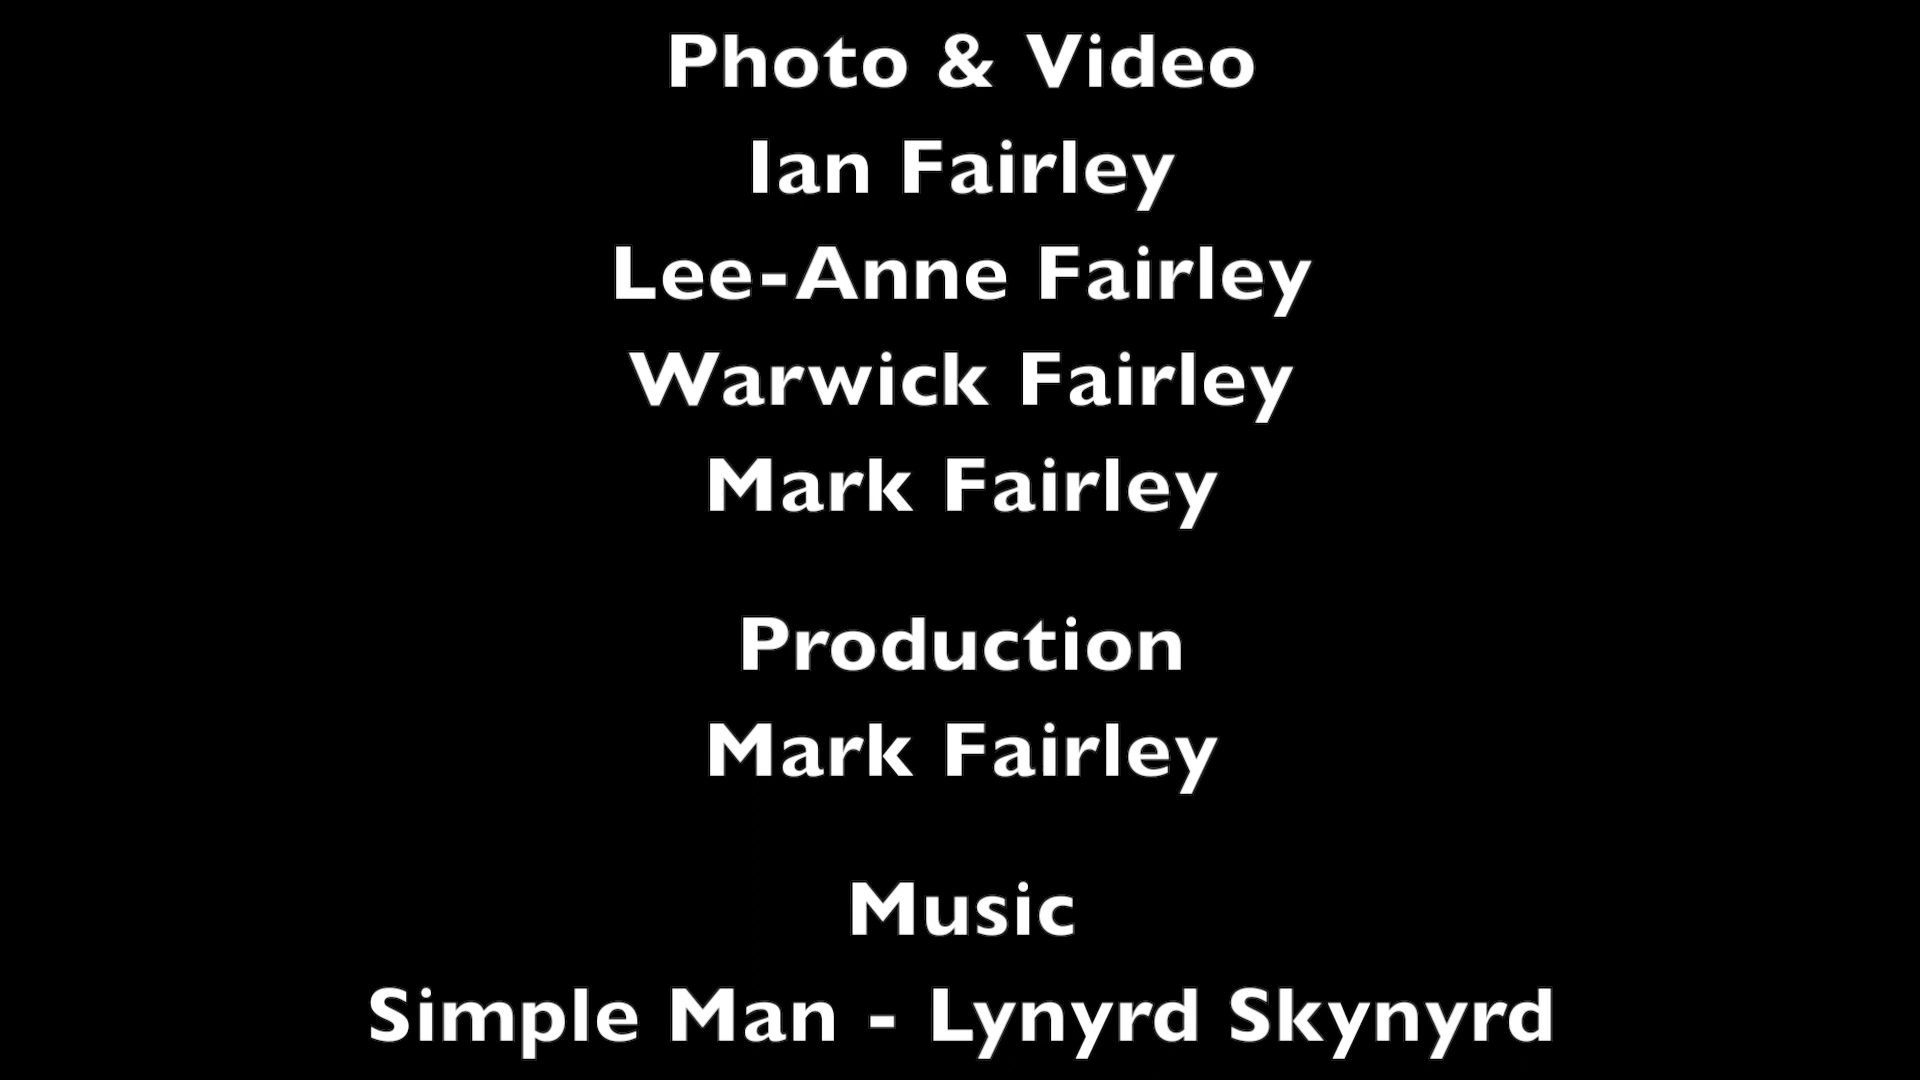 Photo & Video
Ian Fairley
Lee-Anne Fairley
Warwick Fairley
Mark Fairley
Production
Mark Fairley
Music
Simple Man - Lynyrd Skynyrd